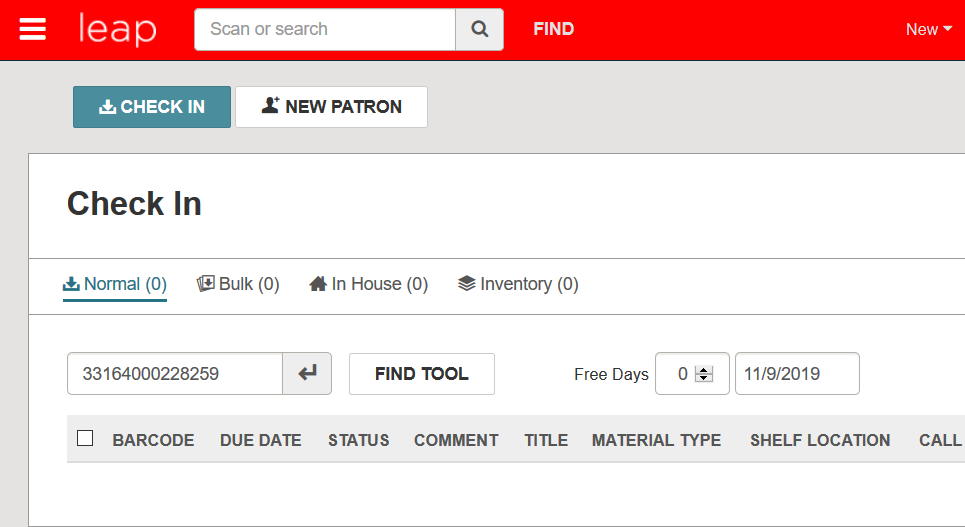 leap Scan or search FIND New
CHECK IN NEW PATRON
Check In
Normal (0) Bulk (0) In House (0) Inventory (0)
33164000228259 FIND TOOL Free Days 0 11/9/2019
BARCODE DUE DATE STATUS COMMENT TITLE MATERIAL TYPE SHELF LOCATION CALL